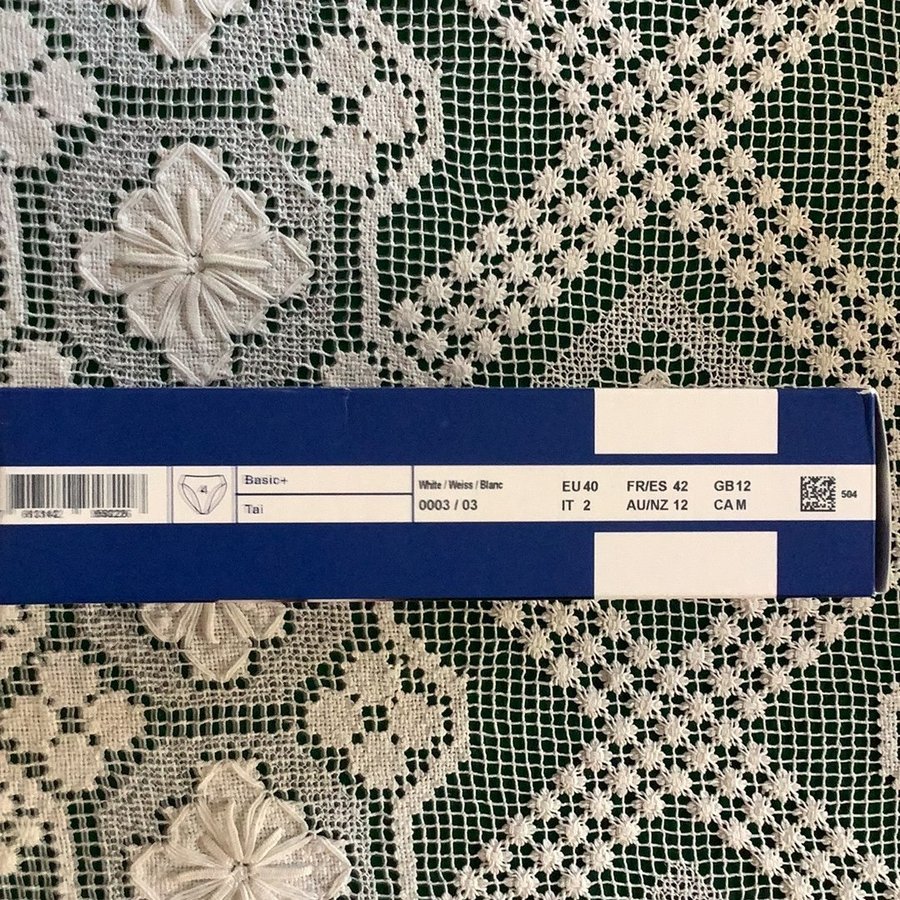 Basic+
Tai
White / Weiss / Blanc
0003 / 03
EU 40 FR/ES 42 GB 12
IT 2 AU/NZ 12 CA M
504